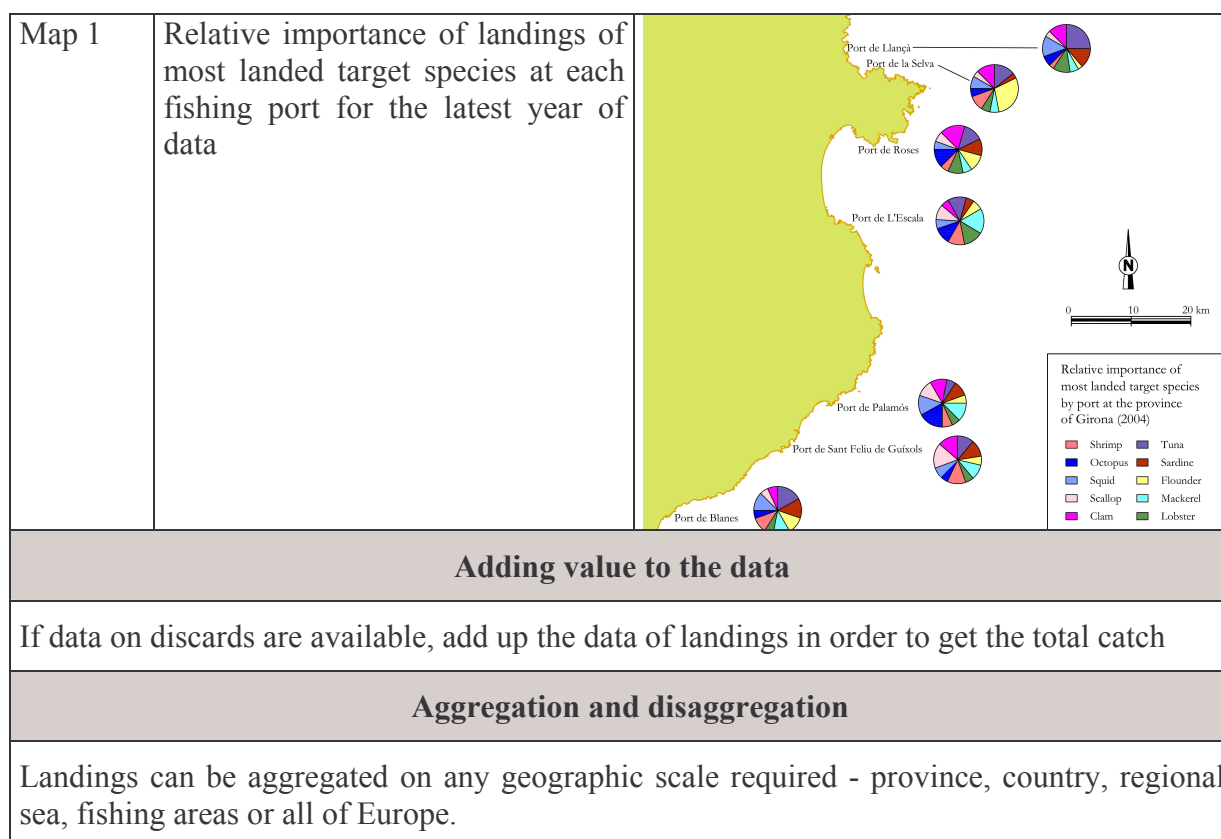 Map 1
Relative importance of landings of
most landed target species at each
fishing port for the latest year of
data
Port de Llançà
Port de la Selva
Port de Roses
Port de L'Escala
N
0 10 20 km
Port de Palamós
Port de Sant Feliu de Guíxols
Port de Blanes
Relative importance of
most landed target species
by port at the province
of Girona (2004)
Shrimp Tuna
Octopus Sardine
Squid Flounder
Scallop Mackerel
Clam Lobster
Adding value to the data
If data on discards are available, add up the data of landings in order to get the total catch
Aggregation and disaggregation
Landings can be aggregated on any geographic scale required - province, country, regional
sea, fishing areas or all of Europe.